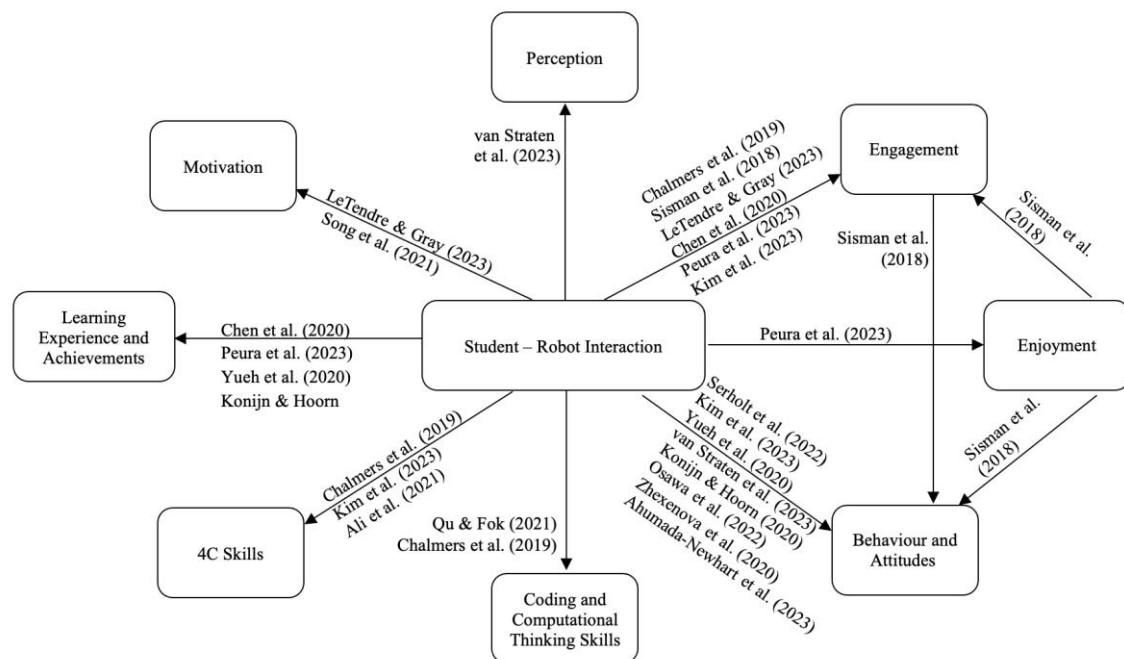 Perception
van Straten
et al. (2023)
Motivation
LeTendre & Gray (2023)
Song et al. (2021)
Chalmers et al. (2019)
Sisman et al. (2018)
LeTendre & Gray (2023)
Chen et al. (2020)
Peura et al. (2023)
Kim et al. (2023)
Engagement
Sisman et al.
(2018)
Sisman et al.
(2018)
Learning
Experience and
Achievements
Chen et al. (2020)
Peura et al. (2023)
Yueh et al. (2020)
Konijn & Hoorn
Student – Robot Interaction
Peura et al. (2023)
Enjoyment
Chalmers et al. (2019)
Kim et al. (2023)
Ali et al. (2021)
4C Skills
Qu & Fok (2021)
Chalmers et al. (2019)
Coding and
Computational
Thinking Skills
Serholt et al. (2022)
Kim et al. (2023)
Yueh et al. (2020)
van Straten et al. (2023)
Konijn & Hoorn (2020)
Osawa et al. (2022)
Zhexenova et al. (2020)
Ahumada-Newhart et al. (2023)
Sisman et al.
(2018)
Behaviour and
Attitudes